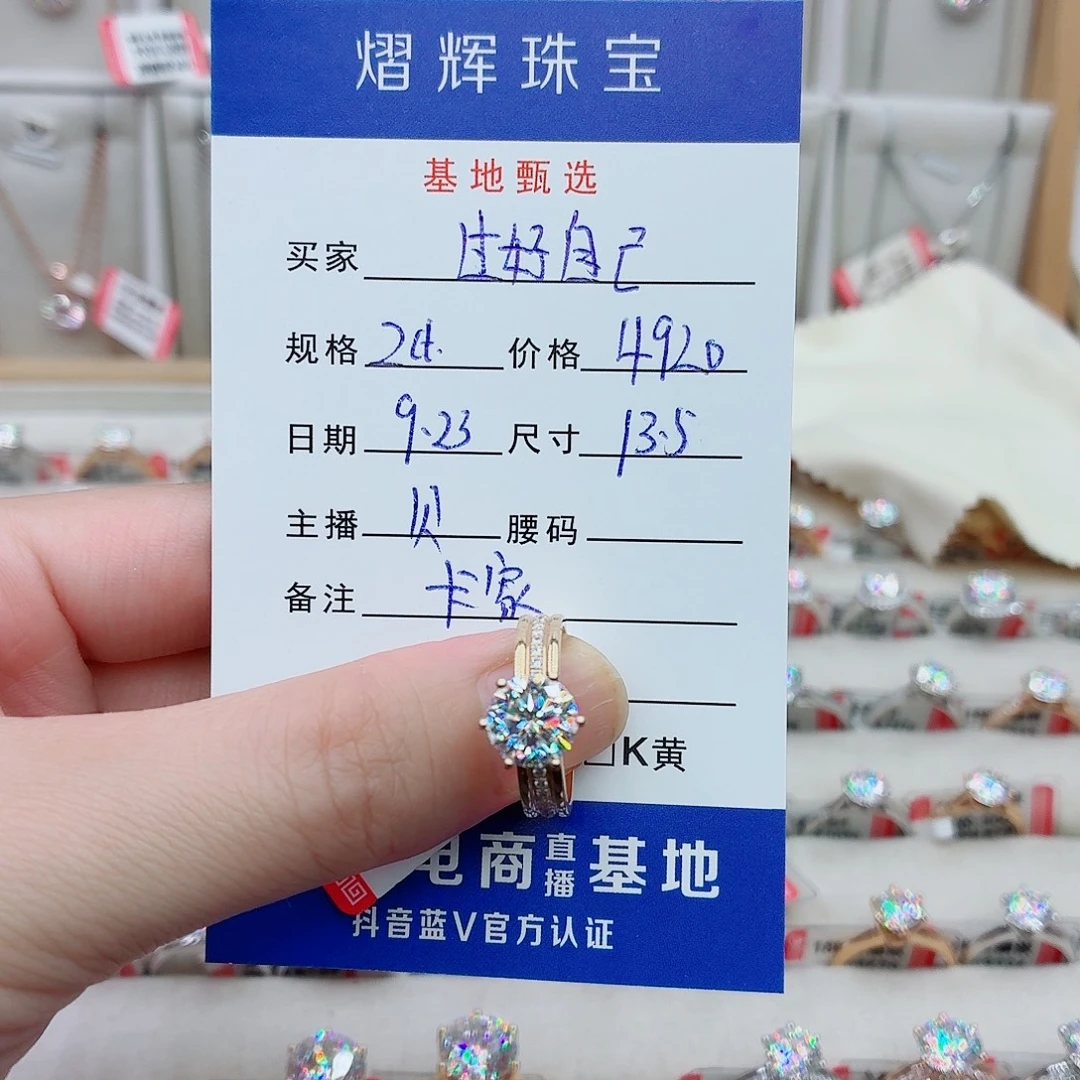 熠辉珠宝
基地甄选
买家 过好自己
规格 2ct. 价格 4920
日期 9.23 尺寸 13.5
主播 贝 腰码
备注 卡家
□K黄
电商直播基地
抖音蓝V官方认证